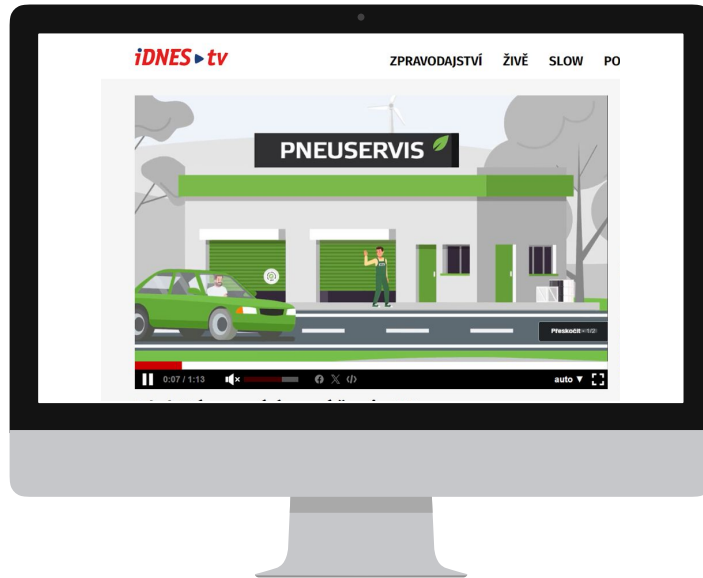 iDNES tv
ZPRAVODAJSTVÍ ŽIVĚ SLOW PO
PNEUSERVIS
Přeskočit
0:07 / 1:13
auto